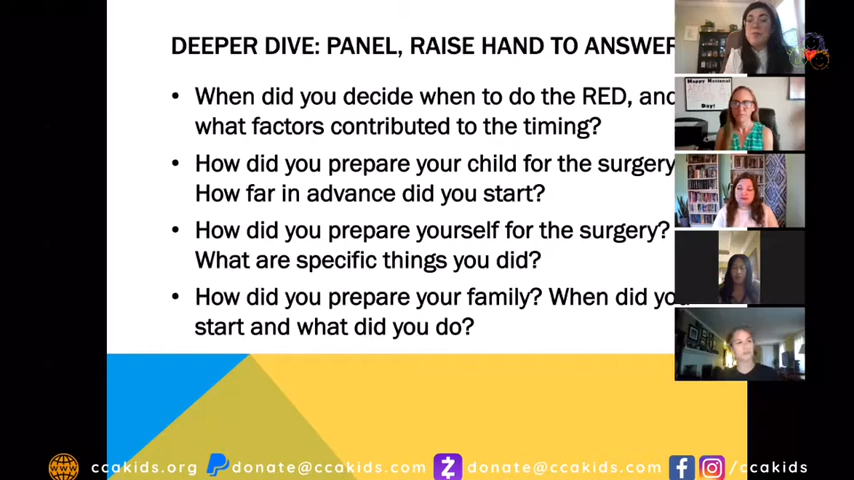 DEEPER DIVE: PANEL, RAISE HAND TO ANSWER
When did you decide when to do the RED, and
what factors contributed to the timing?
How did you prepare your child for the surgery
How far in advance did you start?
How did you prepare yourself for the surgery?
What are specific things you did?
How did you prepare your family? When did you
start and what did you do?
Happy National
Day!
www ccakids.org donate@ccakids.com donate@ccakids.com /ccakids